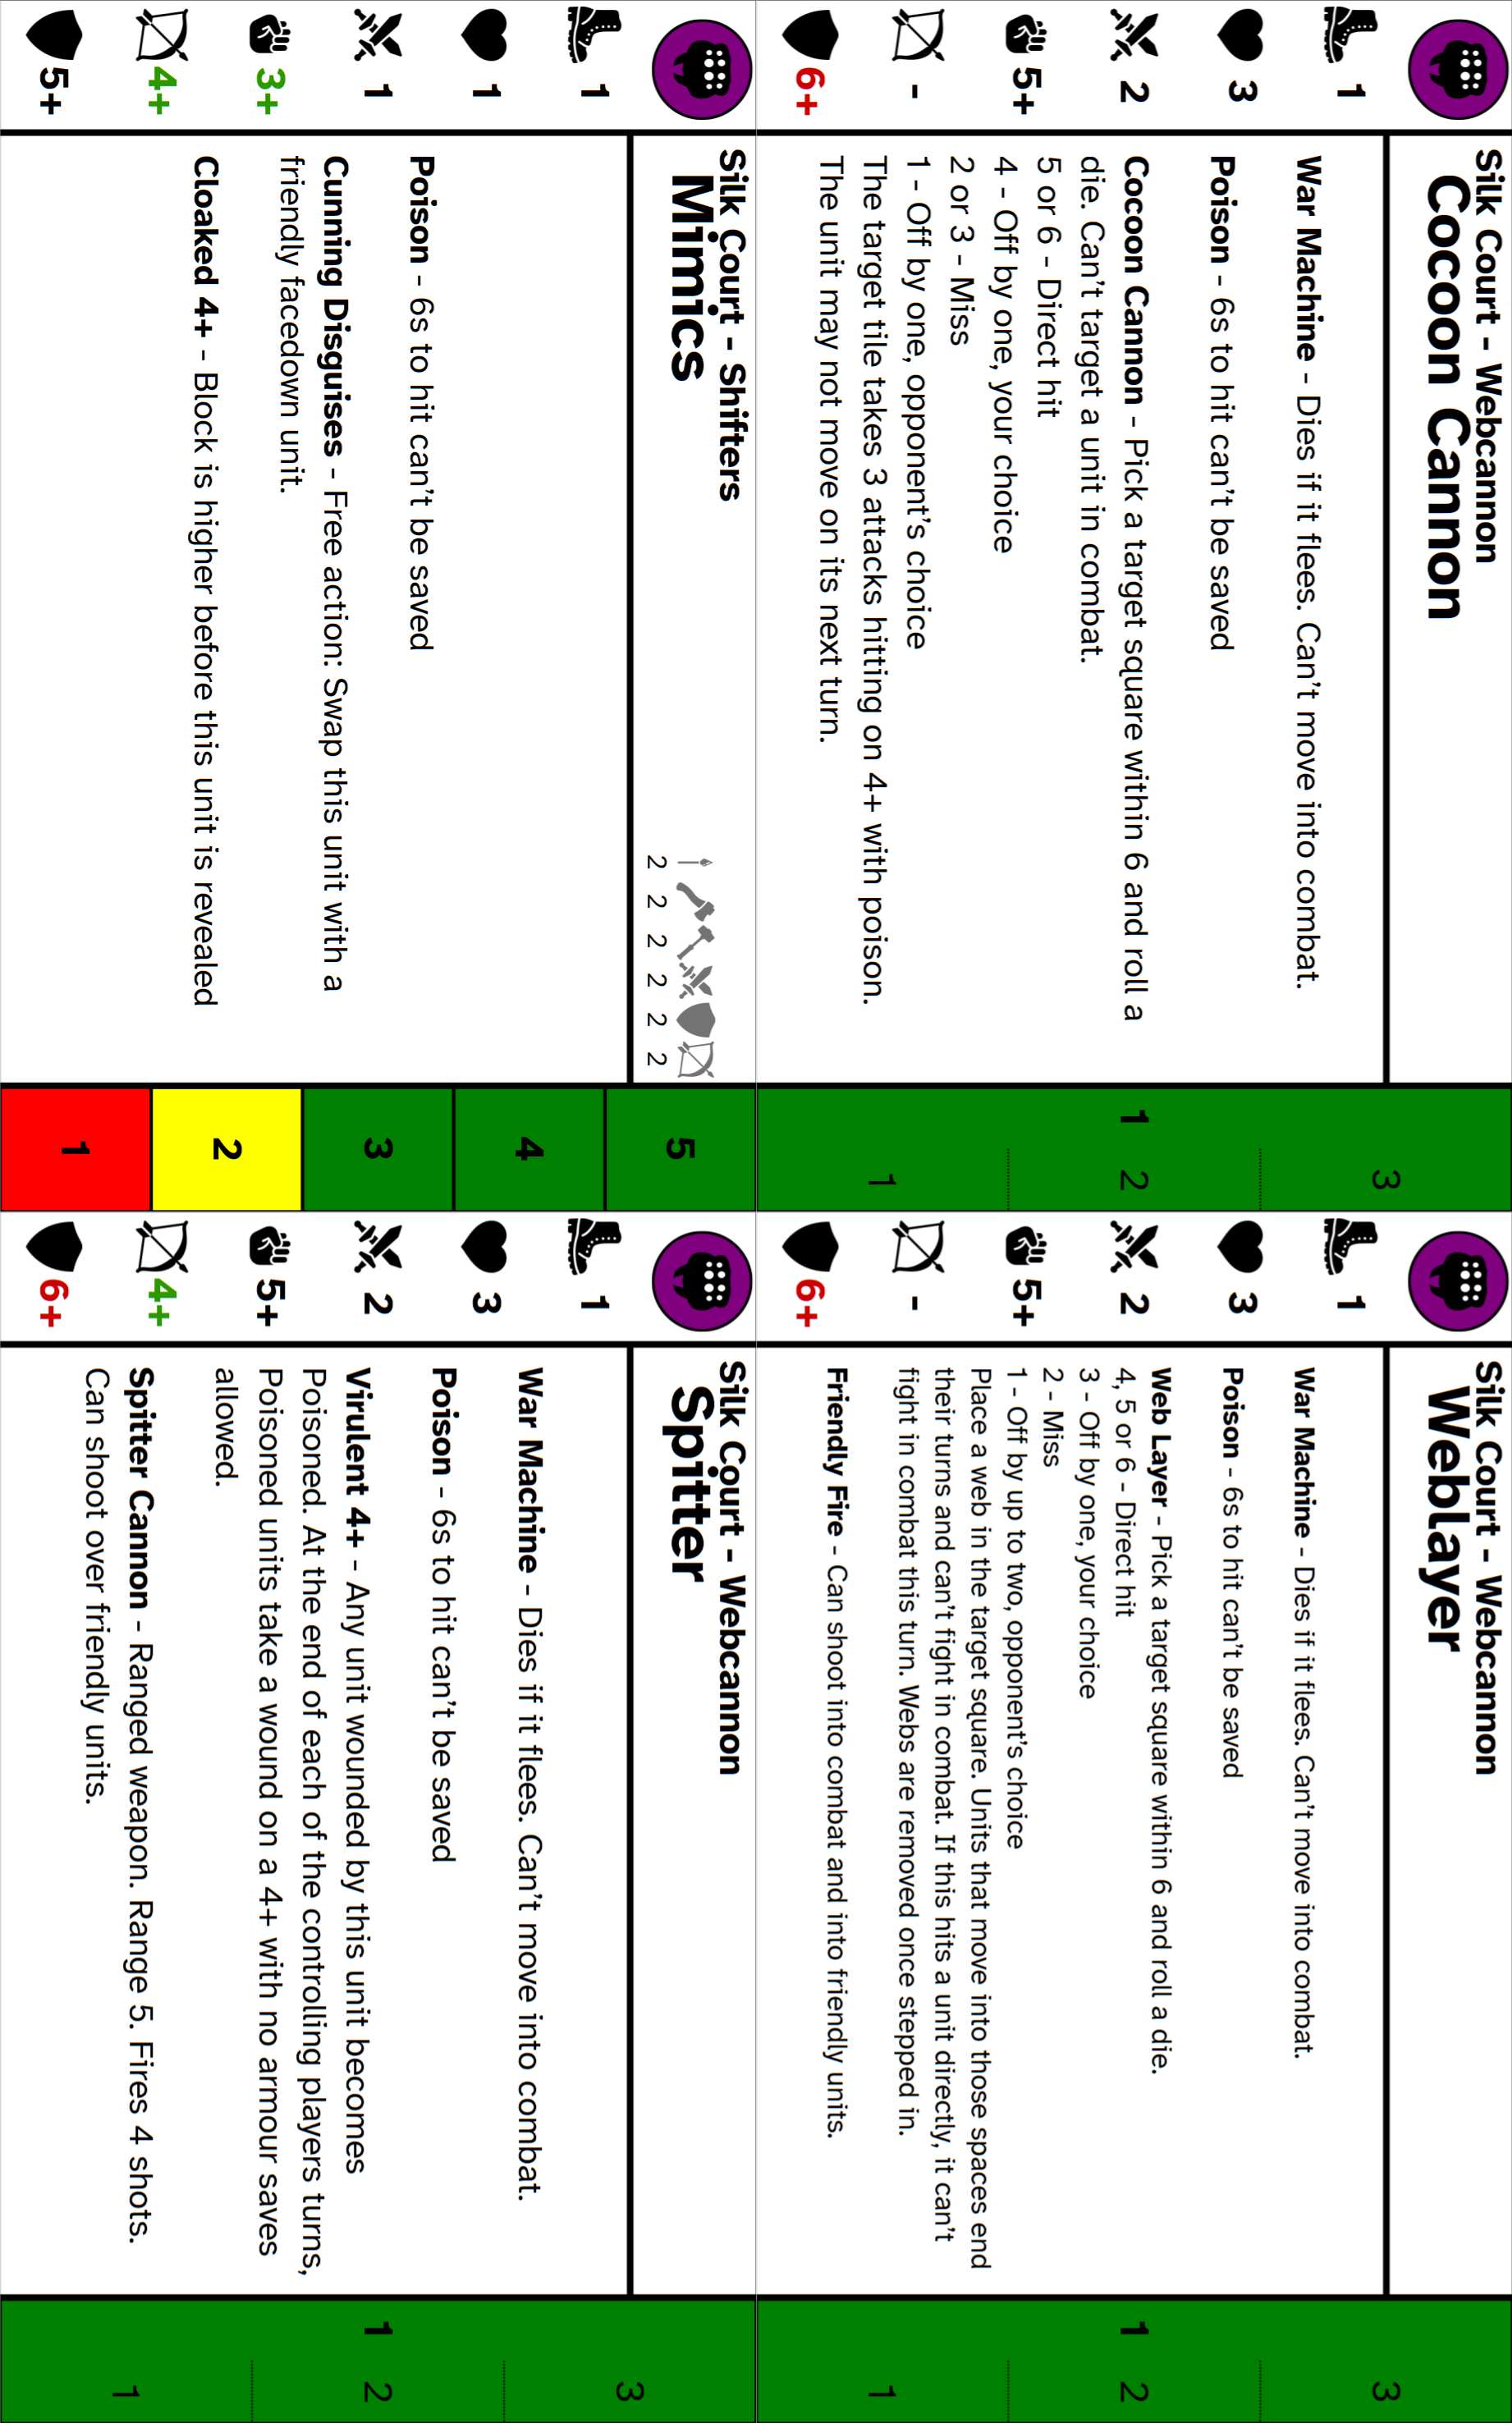 Silk Court - Webcannon
Cocoon Cannon
1
3
2
5+
-
6+
War Machine - Dies if it flees. Can't move into combat.
Poison - 6s to hit can't be saved
Cocoon Cannon - Pick a target square within 6 and roll a
die. Can't target a unit in combat.
5 or 6 - Direct hit
4 - Off by one, your choice
2 or 3 - Miss
1 - Off by one, opponent's choice
The target tile takes 3 attacks hitting on 4+ with poison.
The unit may not move on its next turn.
1
3
2
1
Silk Court - Webcannon
Weblayer
1
3
2
5+
-
6+
War Machine - Dies if it flees. Can't move into combat.
Poison - 6s to hit can't be saved
Web Layer - Pick a target square within 6 and roll a die.
4, 5 or 6 - Direct hit
3 - Off by one, your choice
2 - Miss
1 - Off by up to two, opponent's choice
Place a web in the target square. Units that move into those spaces end
their turns and can't fight in combat. If this hits a unit directly, it can't
fight in combat this turn. Webs are removed once stepped in.
Friendly Fire - Can shoot into combat and into friendly units.
1
3
2
1
Silk Court - Shifters
Mimics
2 2 2 2 2 2
1
1
1
3+
4+
5+
Poison - 6s to hit can't be saved
Cunning Disguises - Free action: Swap this unit with a
friendly facedown unit.
Cloaked 4+ - Block is higher before this unit is revealed
5
4
3
2
1
Silk Court - Webcannon
Spitter
1
3
2
5+
4+
6+
War Machine - Dies if it flees. Can't move into combat.
Poison - 6s to hit can't be saved
Virulent 4+ - Any unit wounded by this unit becomes
Poisoned. At the end of each of the controlling players turns,
Poisoned units take a wound on a 4+ with no armour saves
allowed.
Spitter Cannon - Ranged weapon. Range 5. Fires 4 shots.
Can shoot over friendly units.
1
3
2
1